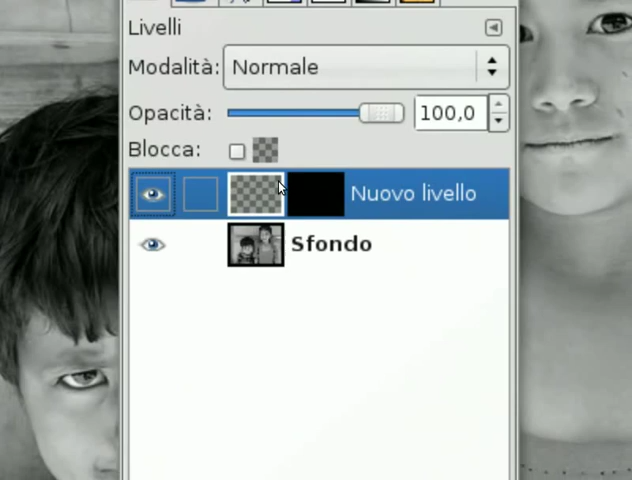 Livelli
Modalità: Normale
Opacità: 100,0
Blocca:
Nuovo livello
Sfondo